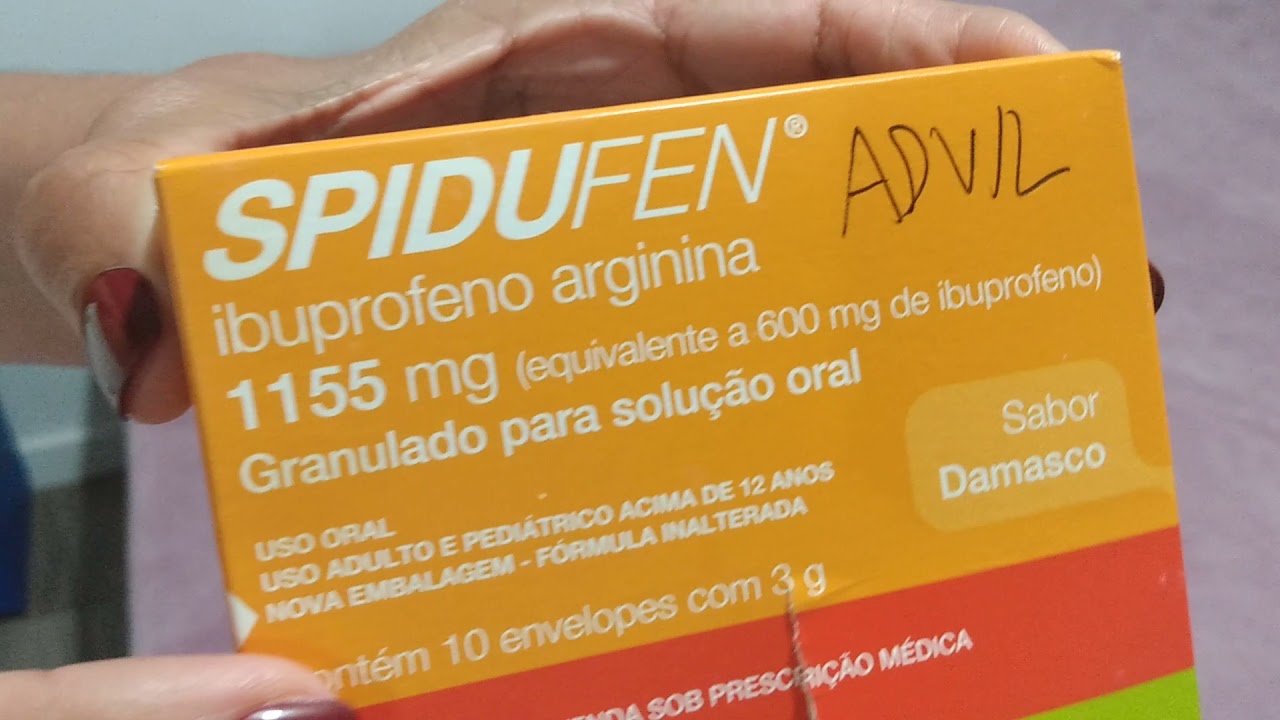 SPIDUFEN® ADVIL
ibuprofeno arginina
1155 mg (equivalente a 600 mg de ibuprofeno)
Granulado para solução oral
Sabor
Damasco
USO ORAL
USO ADULTO E PEDIÁTRICO ACIMA DE 12 ANOS
NOVA EMBALAGEM - FÓRMULA INALTERADA
10 envelopes com 3 g
SOB PRESCRIÇÃO MÉDICA